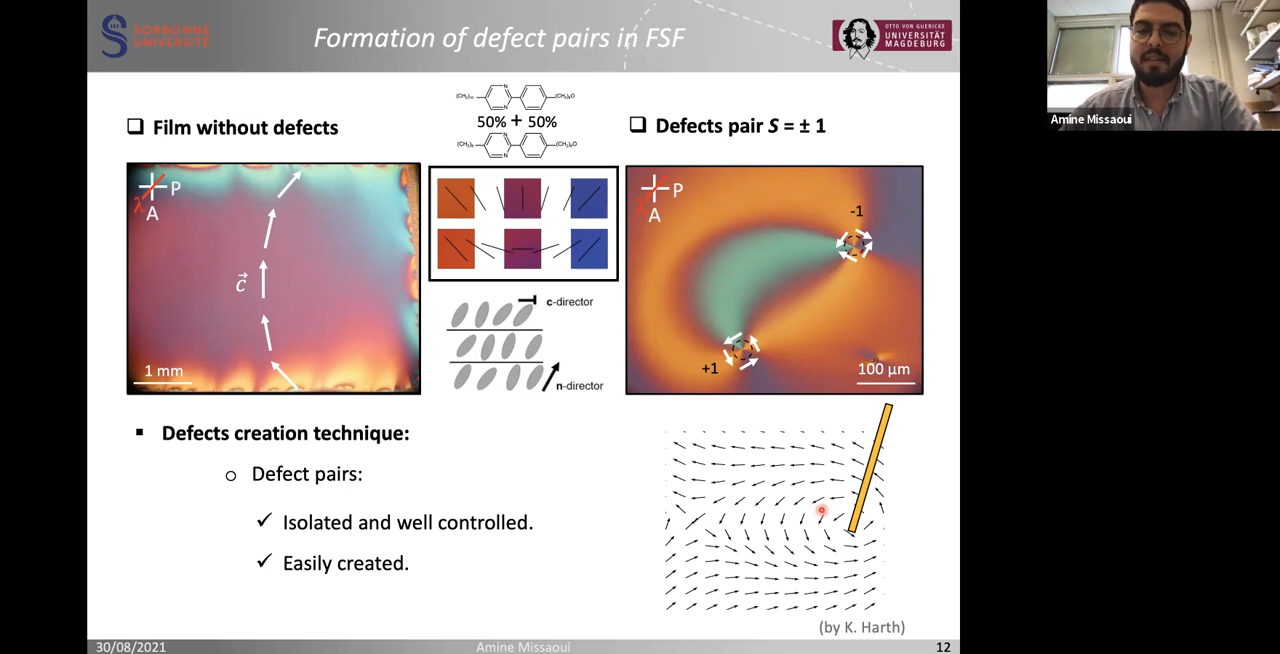 SORBONNE
UNIVERSITÉ
Formation of defect pairs in FSF
OTTO VON GUERICKE
UNIVERSITÄT
MAGDEBURG
Amine Missaoui
❑ Film without defects
50% + 50%
❑ Defects pair S = ± 1
P
λ
A
c
1 mm
c-director
n-director
P
λ
A
-1
+1
100 µm
▪ Defects creation technique:
o Defect pairs:
✓ Isolated and well controlled.
✓ Easily created.
(by K. Harth)
30/08/2021
Amine Missaoui
12